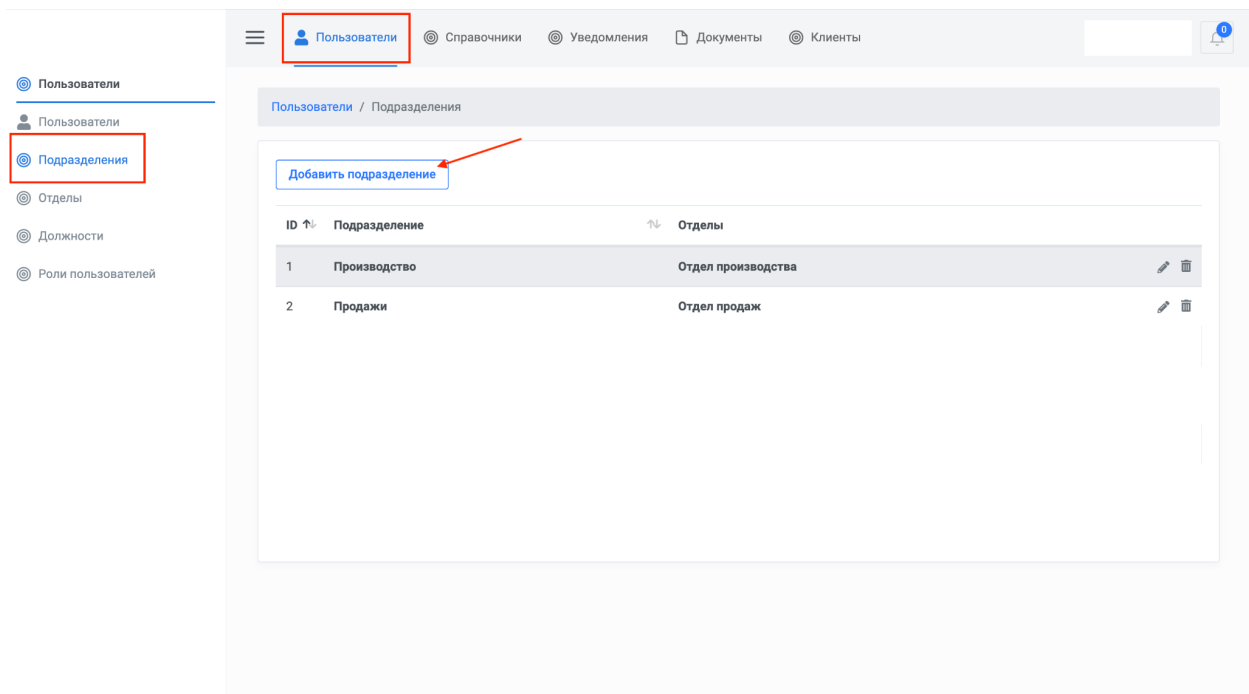 Пользователи Справочники Уведомления Документы Клиенты 0
Пользователи
Пользователи
Подразделения
Отделы
Должности
Роли пользователей
Пользователи / Подразделения
Добавить подразделение
ID Подразделение Отделы
1 Производство Отдел производства
2 Продажи Отдел продаж